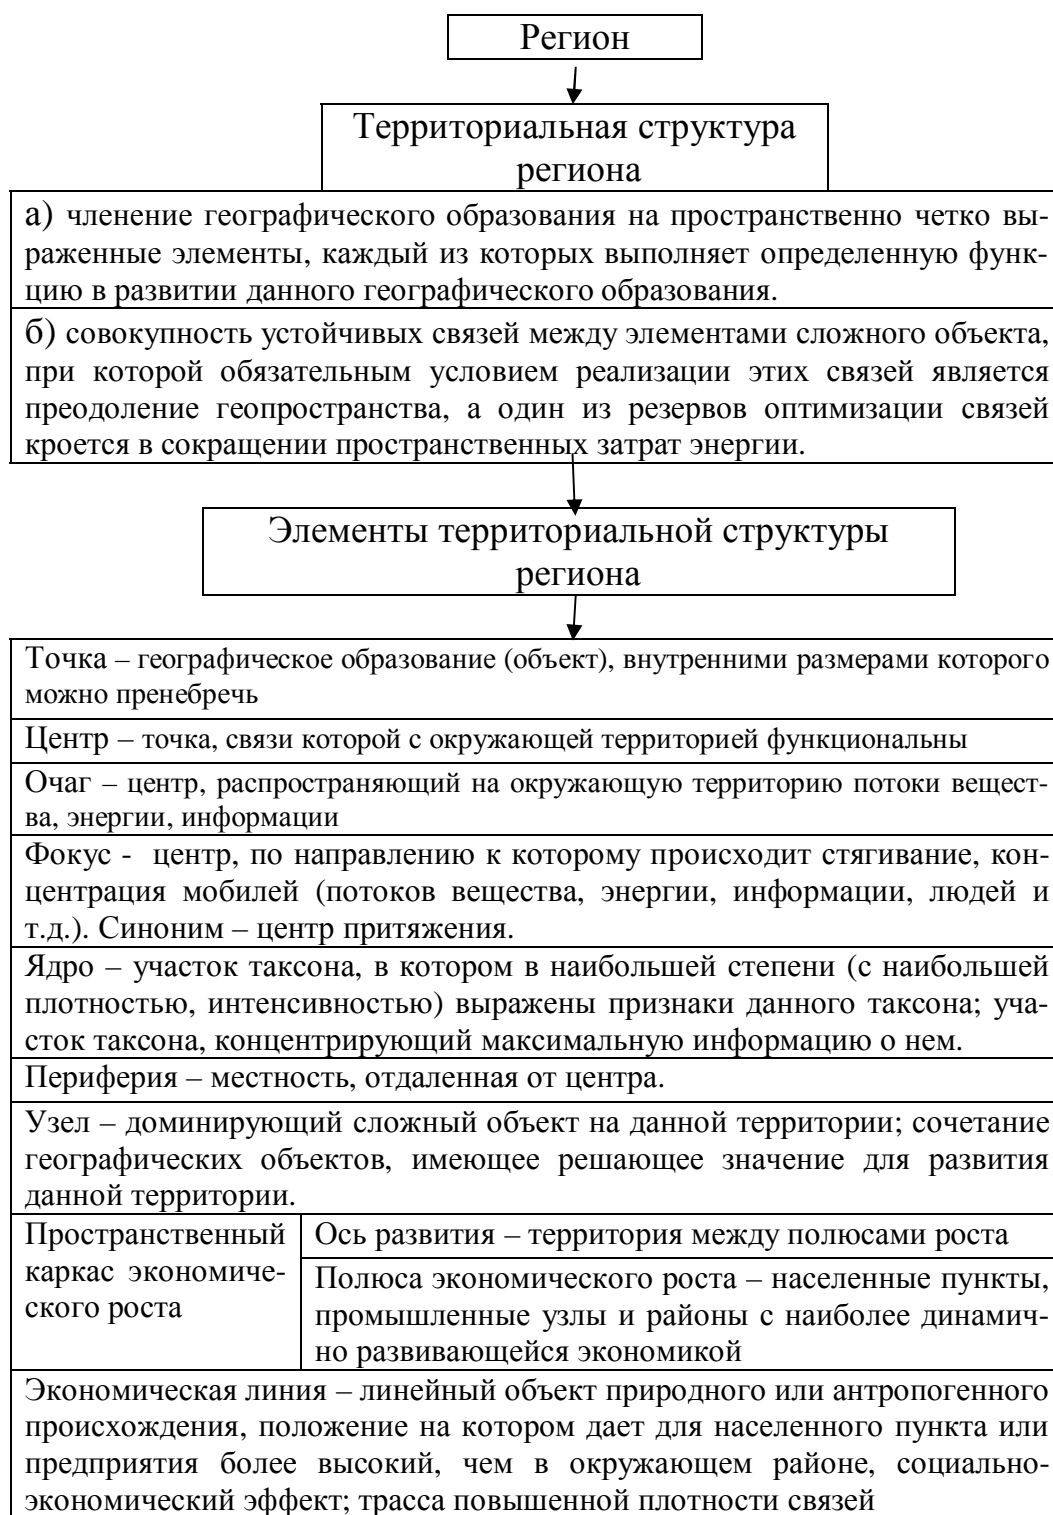 Регион
Территориальная структура
региона
а) членение географического образования на пространственно четко вы-
раженные элементы, каждый из которых выполняет определенную функ-
цию в развитии данного географического образования.
б) совокупность устойчивых связей между элементами сложного объекта,
при которой обязательным условием реализации этих связей является
преодоление геопространства, а один из резервов оптимизации связей
кроется в сокращении пространственных затрат энергии.
Элементы территориальной структуры
региона
Точка – географическое образование (объект), внутренними размерами которого
можно пренебречь
Центр – точка, связи которой с окружающей территорией функциональны
Очаг – центр, распространяющий на окружающую территорию потоки вещест-
ва, энергии, информации
Фокус - центр, по направлению к которому происходит стягивание, кон-
центрация мобилей (потоков вещества, энергии, информации, людей и
т.д.). Синоним – центр притяжения.
Ядро – участок таксона, в котором в наибольшей степени (с наибольшей
плотностью, интенсивностью) выражены признаки данного таксона; уча-
сток таксона, концентрирующий максимальную информацию о нем.
Периферия – местность, отдаленная от центра.
Узел – доминирующий сложный объект на данной территории; сочетание
географических объектов, имеющее решающее значение для развития
данной территории.
Пространственный
каркас экономиче-
ского роста
Ось развития – территория между полюсами роста
Полюса экономического роста – населенные пункты,
промышленные узлы и районы с наиболее динамич-
но развивающейся экономикой
Экономическая линия – линейный объект природного или антропогенного
происхождения, положение на котором дает для населенного пункта или
предприятия более высокий, чем в окружающем районе, социально-
экономический эффект; трасса повышенной плотности связей